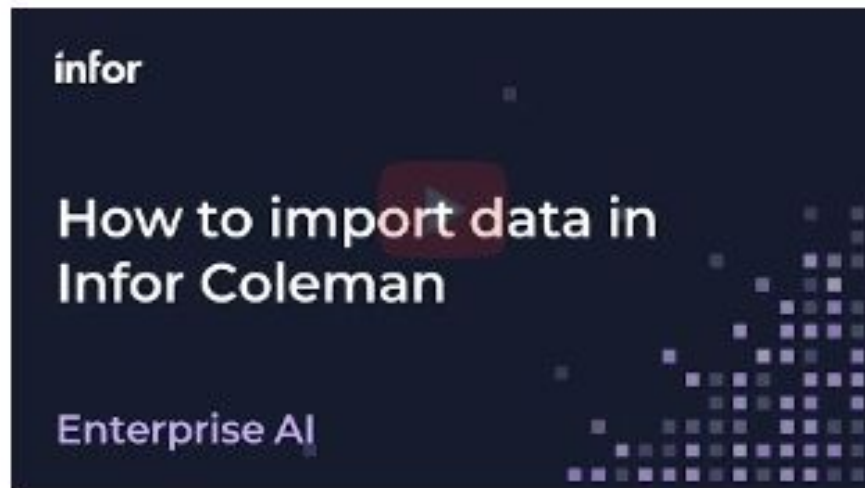 infor
How to import data in
Infor Coleman
Enterprise AI